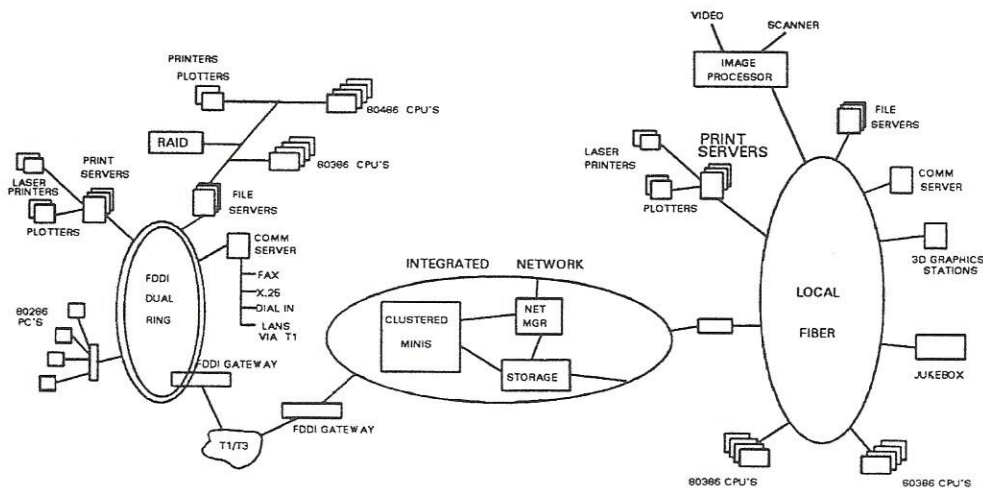 PRINTERS
PLOTTERS
80486 CPU'S
RAID
80386 CPU'S
PRINT
SERVERS
LASER
PRINTERS
PLOTTERS
FILE
SERVERS
COMM
SERVER
FAX
X.25
DIAL IN
LANS
VIA T1
FDDI
DUAL
RING
80286
PC'S
FDDI GATEWAY
T1/T3
FDDI GATEWAY
INTEGRATED NETWORK
CLUSTERED
MINIS
NET
MGR
STORAGE
VIDEO
SCANNER
IMAGE
PROCESSOR
FILE
SERVERS
PRINT
SERVERS
LASER
PRINTERS
PLOTTERS
COMM
SERVER
3D GRAPHICS
STATIONS
LOCAL
FIBER
JUKEBOX
80386 CPU'S
80386 CPU'S